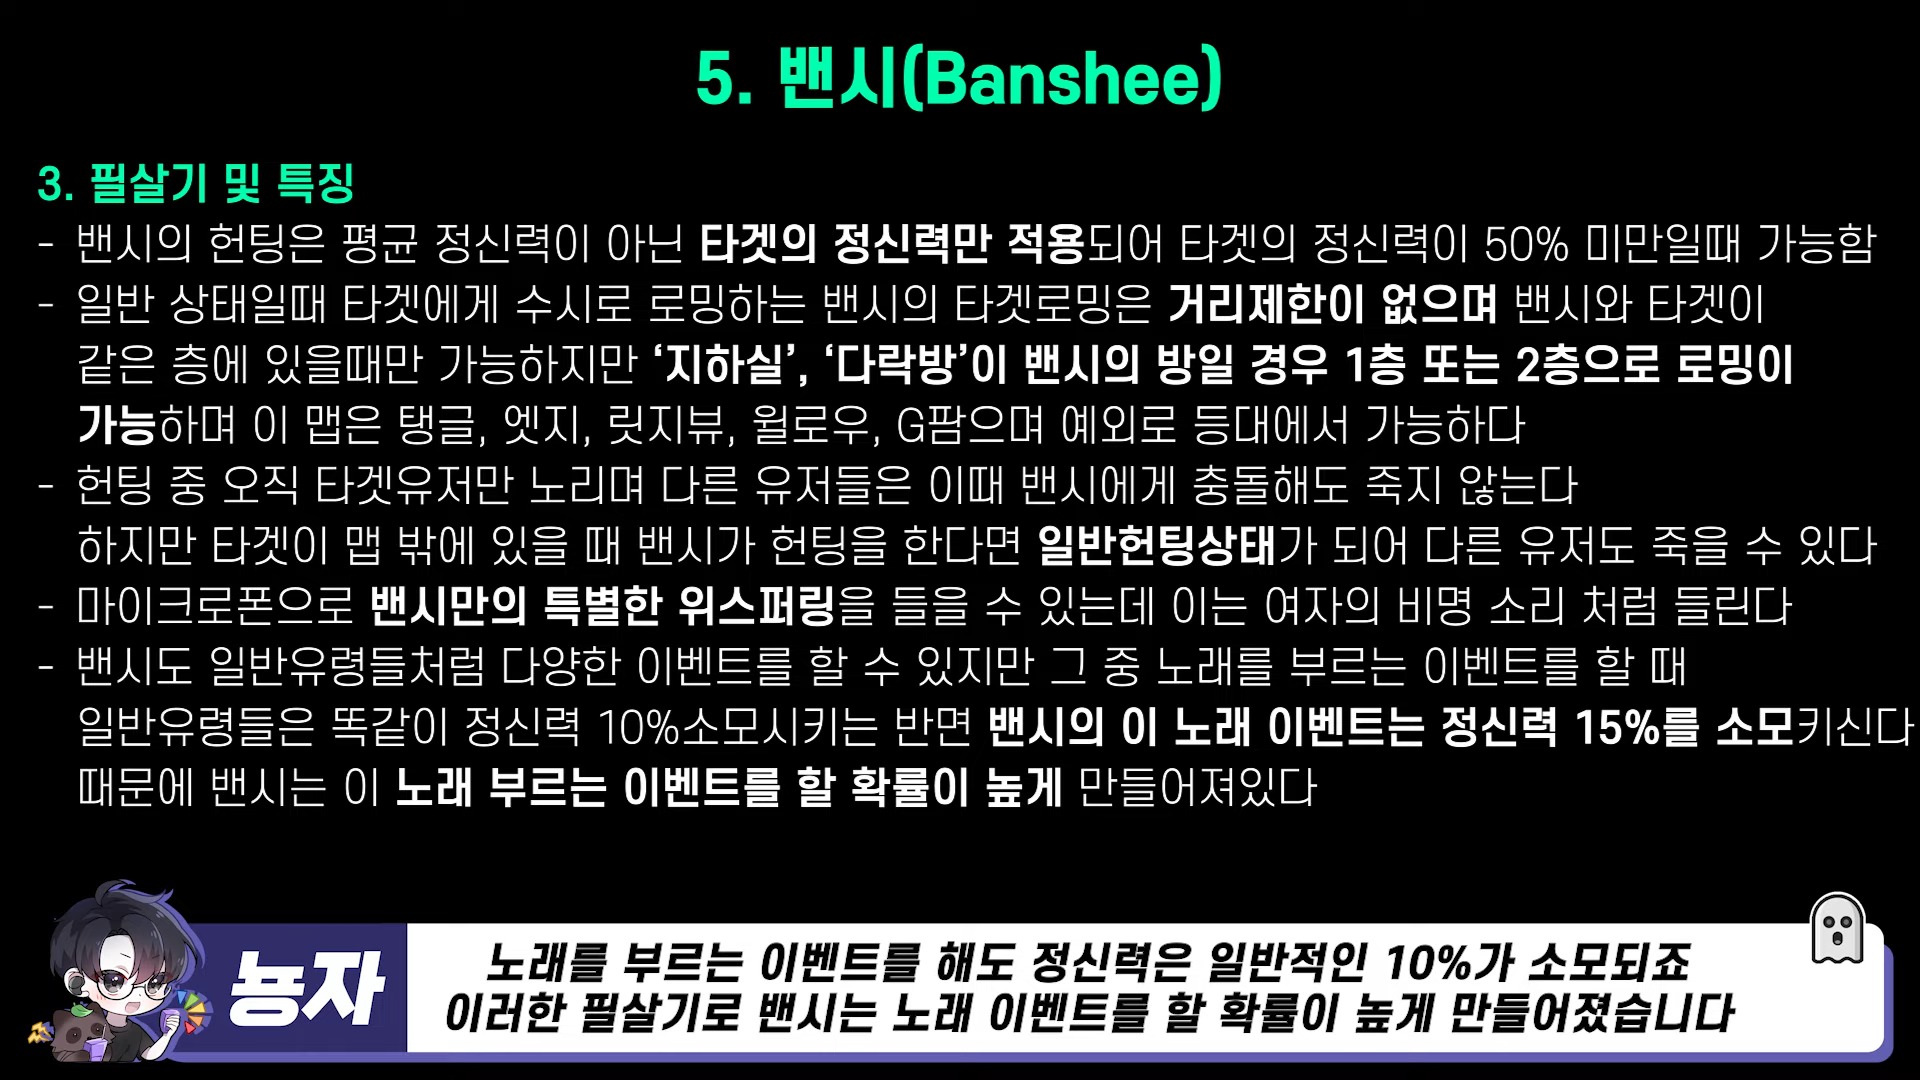 5. 밴시(Banshee)
3. 필살기 및 특징
- 밴시의 헌팅은 평균 정신력이 아닌 타겟의 정신력만 적용되어 타겟의 정신력이 50% 미만일때 가능함
- 일반 상태일때 타겟에게 수시로 로밍하는 밴시의 타겟로밍은 거리제한이 없으며 밴시와 타겟이
같은 층에 있을때만 가능하지만 ‘지하실’, ‘다락방’이 밴시의 방일 경우 1층 또는 2층으로 로밍이
가능하며 이 맵은 탱글, 엣지, 릿지뷰, 윌로우, G팜으며 예외로 등대에서 가능하다
- 헌팅 중 오직 타겟유저만 노리며 다른 유저들은 이때 밴시에게 충돌해도 죽지 않는다
하지만 타겟이 맵 밖에 있을 때 밴시가 헌팅을 한다면 일반헌팅상태가 되어 다른 유저도 죽을 수 있다
- 마이크로폰으로 밴시만의 특별한 위스퍼링을 들을 수 있는데 이는 여자의 비명 소리 처럼 들린다
- 밴시도 일반유령들처럼 다양한 이벤트를 할 수 있지만 그 중 노래를 부르는 이벤트를 할 때
일반유령들은 똑같이 정신력 10%소모시키는 반면 밴시의 이 노래 이벤트는 정신력 15%를 소모키신다
때문에 밴시는 이 노래 부르는 이벤트를 할 확률이 높게 만들어져있다
뇽자
노래를 부르는 이벤트를 해도 정신력은 일반적인 10%가 소모되죠
이러한 필살기로 밴시는 노래 이벤트를 할 확률이 높게 만들어졌습니다